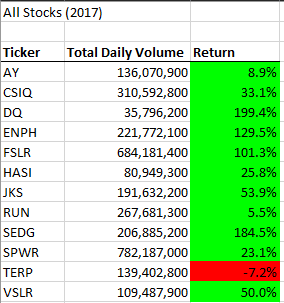 All Stocks (2017)
Ticker Total Daily Volume Return
AY 136,070,900 8.9%
CSIQ 310,592,800 33.1%
DQ 35,796,200 199.4%
ENPH 221,772,100 129.5%
FSLR 684,181,400 101.3%
HASI 80,949,300 25.8%
JKS 191,632,200 53.9%
RUN 267,681,300 5.5%
SEDG 206,885,200 184.5%
SPWR 782,187,000 23.1%
TERP 139,402,800 -7.2%
VSLR 109,487,900 50.0%